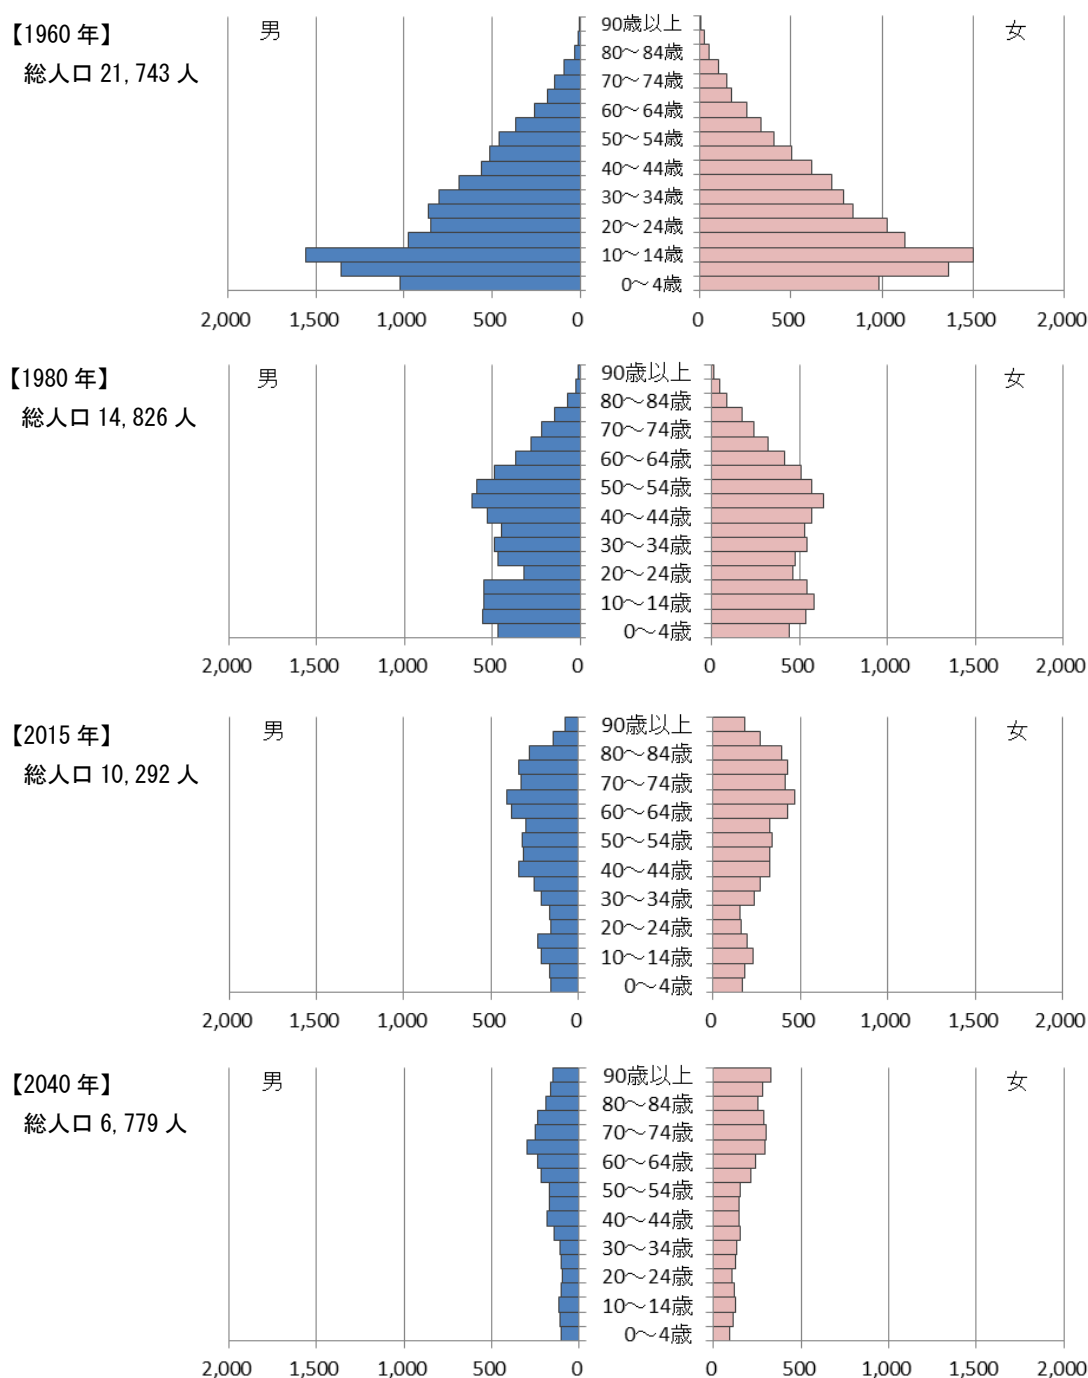 【1960 年】
総人口 21,743 人
男
女
90歳以上
80～84歳
70～74歳
60～64歳
50～54歳
40～44歳
30～34歳
20～24歳
10～14歳
0～4歳
2,000 1,500 1,000 500 0 0 500 1,000 1,500 2,000
【1980 年】
総人口 14,826 人
男
女
90歳以上
80～84歳
70～74歳
60～64歳
50～54歳
40～44歳
30～34歳
20～24歳
10～14歳
0～4歳
2,000 1,500 1,000 500 0 0 500 1,000 1,500 2,000
【2015 年】
総人口 10,292 人
男
女
90歳以上
80～84歳
70～74歳
60～64歳
50～54歳
40～44歳
30～34歳
20～24歳
10～14歳
0～4歳
2,000 1,500 1,000 500 0 0 500 1,000 1,500 2,000
【2040 年】
総人口 6,779 人
男
女
90歳以上
80～84歳
70～74歳
60～64歳
50～54歳
40～44歳
30～34歳
20～24歳
10～14歳
0～4歳
2,000 1,500 1,000 500 0 0 500 1,000 1,500 2,000